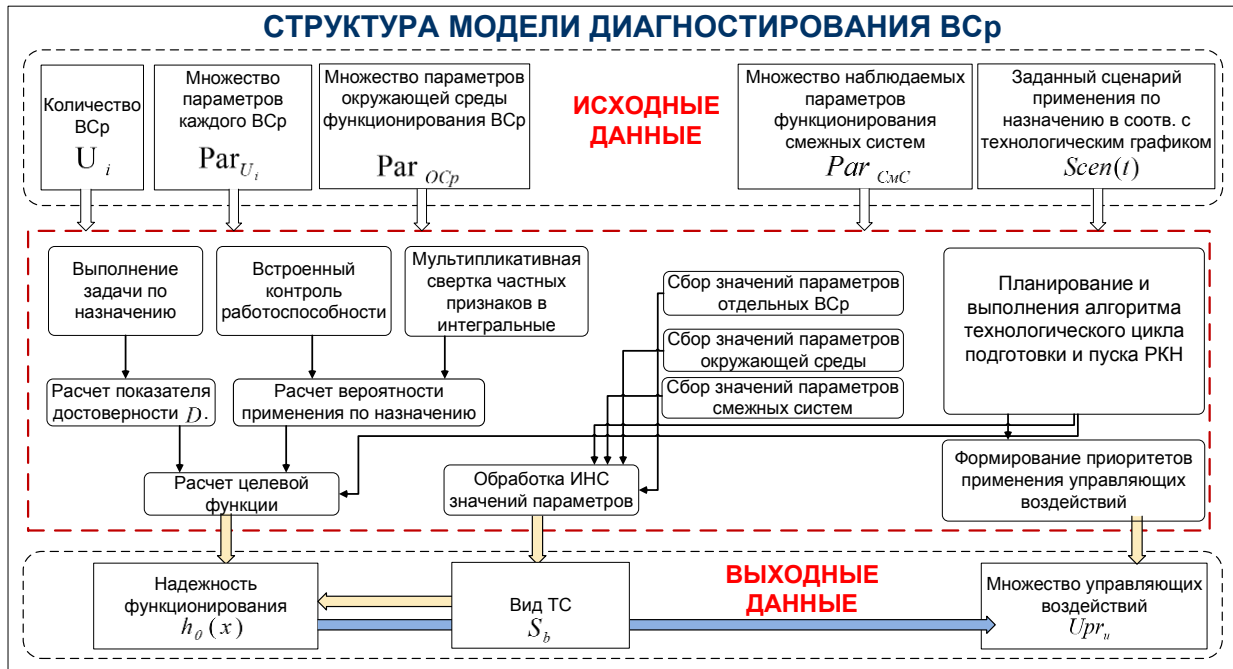 СТРУКТУРА МОДЕЛИ ДИАГНОСТИРОВАНИЯ ВСр
Количество
ВСр
U i
Множество
параметров
каждого ВСр
Par U i
Множество параметров
окружающей среды
функционирования ВСр
Par ОСр
ИСХОДНЫЕ
ДАННЫЕ
Множество наблюдаемых
параметров
функционирования
смежных систем
Par СмС
Заданный сценарий
применения по
назначению в соотв. с
технологическим графиком
Scen(t)
Выполнение
задачи по
назначению
Встроенный
контроль
работоспособности
Мультипликативная
свертка частных
признаков в
интегральные
Сбор значений параметров
отдельных ВСр
Сбор значений параметров
окружающей среды
Сбор значений параметров
смежных систем
Планирование и
выполнения алгоритма
технологического цикла
подготовки и пуска РКН
Расчет показателя
достоверности D.
Расчет вероятности
применения по назначению
Расчет целевой
функции
Обработка ИНС
значений параметров
Формирование приоритетов
применения управляющих
воздействий
Надежность
функционирования
h 0 (x)
Вид ТС
S b
ВЫХОДНЫЕ
ДАННЫЕ
Множество управляющих
воздействий
Upr u